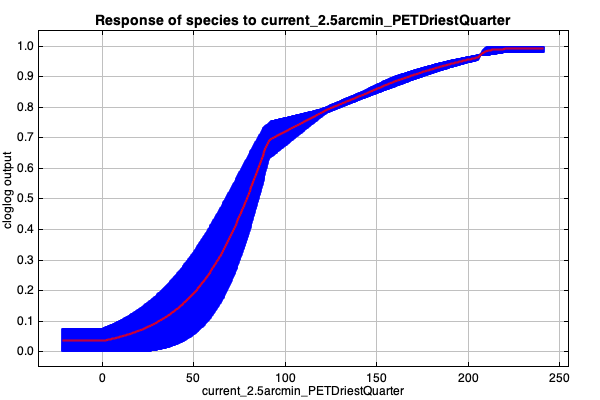 Response of species to current_2.5arcmin_PETDriestQuarter
1.0
0.9
0.8
0.7
0.6
0.5
0.4
0.3
0.2
0.1
0.0
cloglog output
0 50 100 150 200 250
current_2.5arcmin_PETDriestQuarter